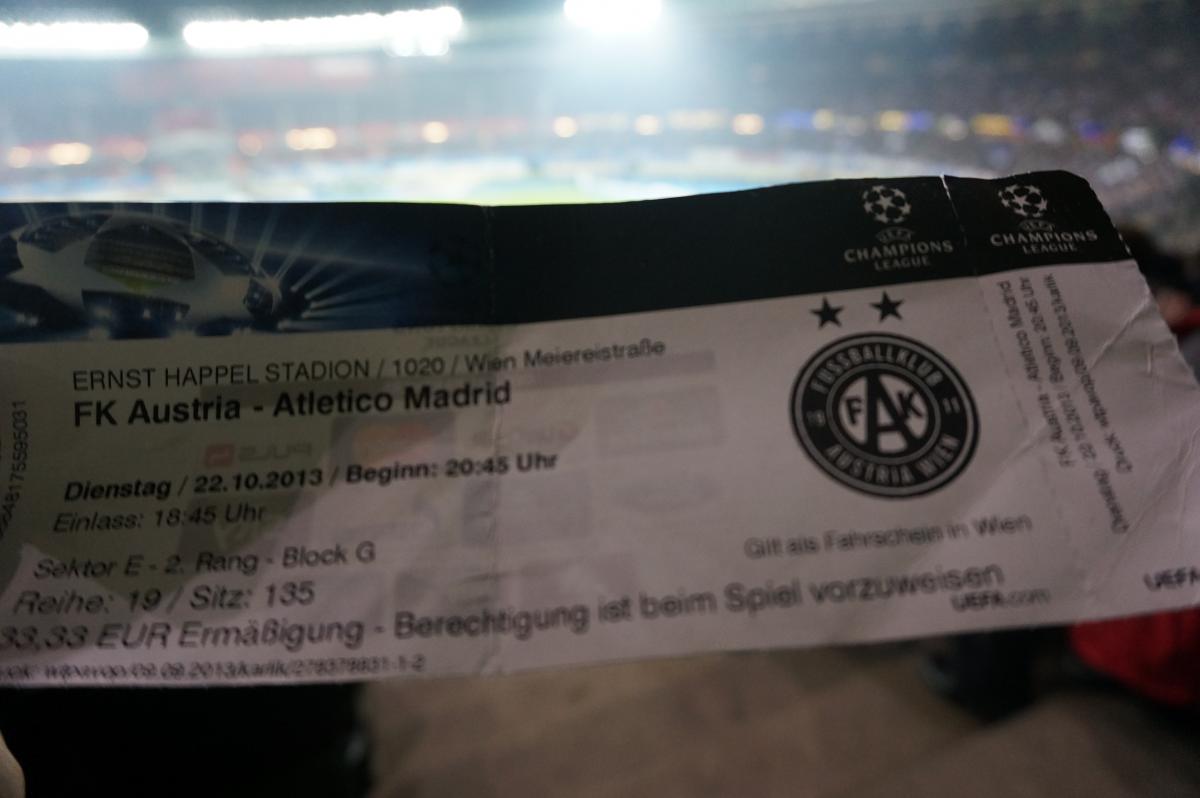 UEFA
CHAMPIONS
LEAGUE
UEFA
CHAMPIONS
LEAGUE
ERNST HAPPEL STADION / 1020 / Wien Meiereistraße
FK Austria - Atletico Madrid
Dienstag / 22.10.2013 / Beginn: 20:45 Uhr
Einlass: 18:45 Uhr
Sektor E - 2. Rang - Block G
Reihe: 19 / Sitz: 135
33,33 EUR Ermäßigung - Berechtigung ist beim Spiel vorzuweisen
FUSSBALLKLUB
FAK
AUSTRIA WIEN
Gilt als Fahrschein in Wien
UEFA.com
UEFA
FK Austria - Atletico Madrid
Dienstag / 22.10.2013 / Beginn: 20:45 Uhr
8175595031